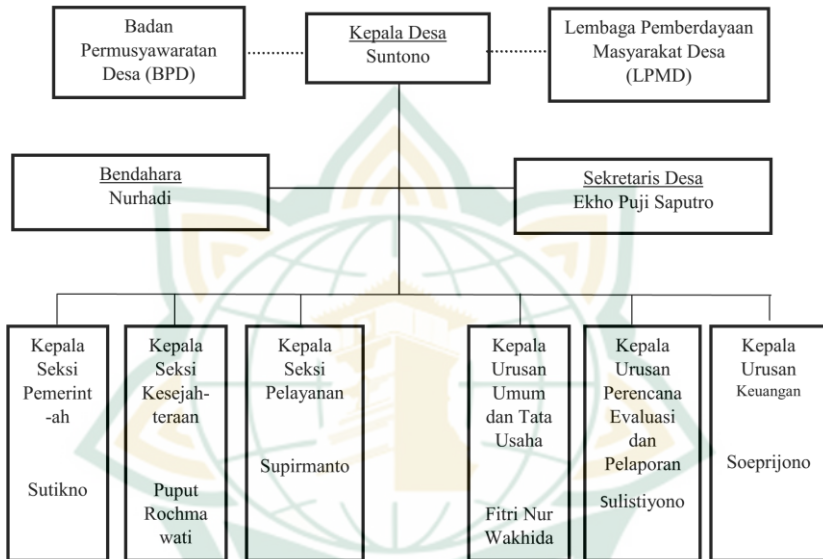 Badan
Permusyawaratan
Desa (BPD)
Kepala Desa
Suntono
Lembaga Pemberdayaan
Masyarakat Desa
(LPMD)
Bendahara
Nurhadi
Sekretaris Desa
Ekho Puji Saputro
Kepala
Seksi
Pemerint
-ah
Sutikno
Kepala
Seksi
Kesejah-
teraan
Puput
Rochma
wati
Kepala
Seksi
Pelayanan
Supirmanto
Kepala
Urusan
Umum
dan Tata
Usaha
Fitri Nur
Wakhida
Kepala
Urusan
Perencana
Evaluasi
dan
Pelaporan
Sulistiyono
Kepala
Urusan
Keuangan
Soeprijono